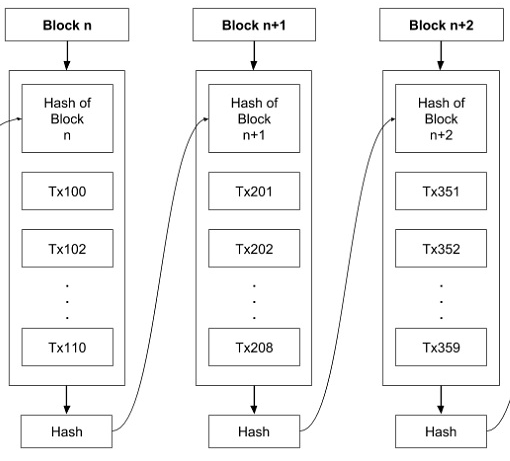 Block n
Hash of
Block
n
Tx100
Tx102
.
.
.
Tx110
Hash
Block n+1
Hash of
Block
n+1
Tx201
Tx202
.
.
.
Tx208
Hash
Block n+2
Hash of
Block
n+2
Tx351
Tx352
.
.
.
Tx359
Hash